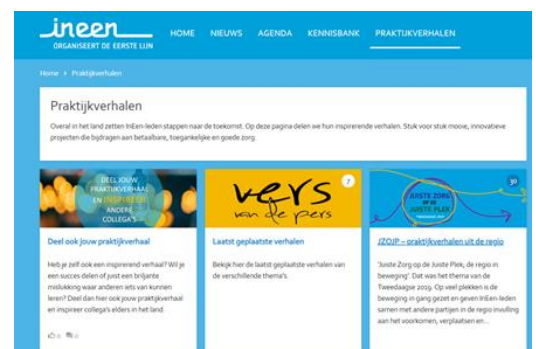 ineen
ORGANISEERT DE EERSTE LIJN
HOME NIEUWS AGENDA KENNISBANK PRAKTIJKVERHALEN
Home > Praktijkverhalen
Praktijkverhalen
Overal in het land zetten InEen-leden stappen naar de toekomst. Op deze pagina delen we hun inspirerende verhalen. Stuk voor stuk mooie, innovatieve
projecten die bijdragen aan betaalbare, toegankelijke en goede zorg.
DEEL JOUW
PRAKTIJKVERHAAL
EN INSPIREER
ANDERE
COLLEGA'S
Deel ook jouw praktijkverhaal
Heb je zelf ook een inspirerend verhaal? Wil je
een succes delen of juist een briljante
mislukking waar anderen iets van kunnen
leren? Deel dan hier ook jouw praktijkverhaal
en inspireer collega's elders in het land.
0 0
vers
van de pers
7
Laatst geplaatste verhalen
Bekijk hier de laatst geplaatste verhalen van
de verschillende thema's.
JUISTE ZORG
OP DE
JUISTE PLEK
30
JZOJP – praktijkverhalen uit de regio
'Juiste Zorg op de Juiste Plek, de regio in
beweging'. Dat was het thema van de
Tweedaagse 2019. Op veel plekken is de
beweging in gang gezet en geven InEen-leden
samen met andere partijen in de regio invulling
aan het voorkomen, verplaatsen en...